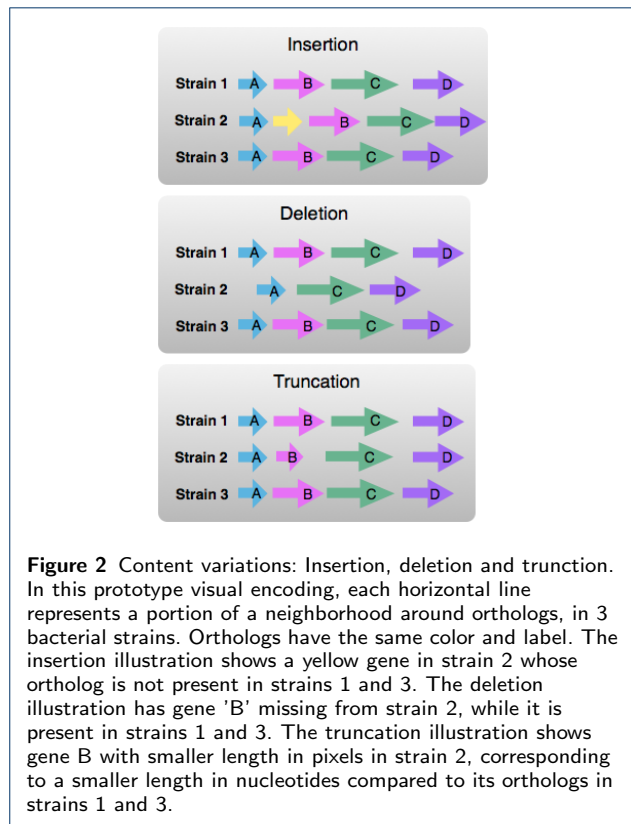 Insertion
Strain 1 A B C D
Strain 2 A B C D
Strain 3 A B C D
Deletion
Strain 1 A B C D
Strain 2 A C D
Strain 3 A B C D
Truncation
Strain 1 A B C D
Strain 2 A B C D
Strain 3 A B C D
Figure 2 Content variations: Insertion, deletion and trunction.
In this prototype visual encoding, each horizontal line
represents a portion of a neighborhood around orthologs, in 3
bacterial strains. Orthologs have the same color and label. The
insertion illustration shows a yellow gene in strain 2 whose
ortholog is not present in strains 1 and 3. The deletion
illustration has gene 'B' missing from strain 2, while it is
present in strains 1 and 3. The truncation illustration shows
gene B with smaller length in pixels in strain 2, corresponding
to a smaller length in nucleotides compared to its orthologs in
strains 1 and 3.